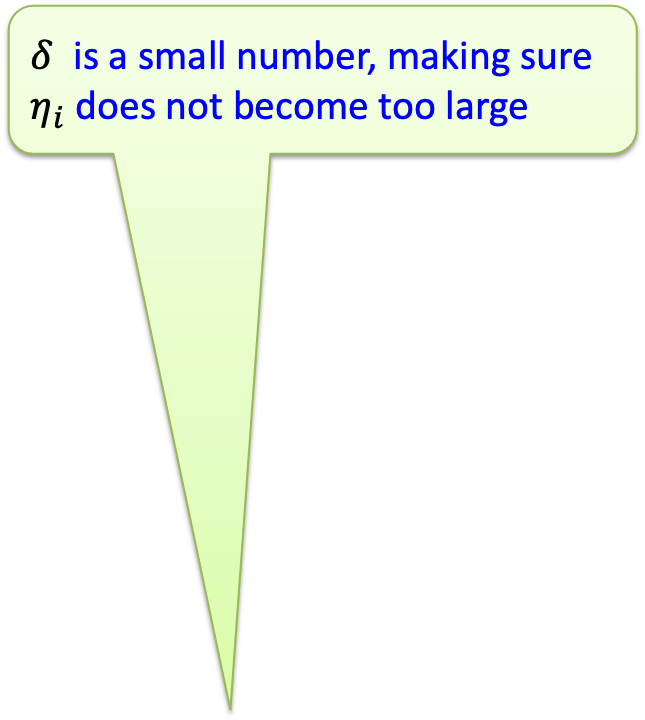 δ is a small number, making sure
ηᵢ does not become too large